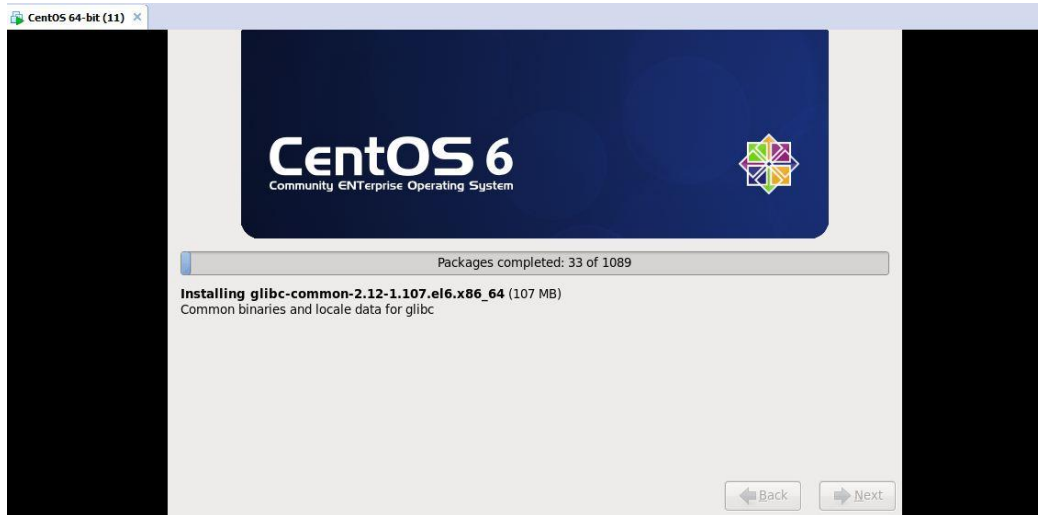 CentOS 64-bit (11) ×
CentOS 6
Community ENTerprise Operating System
Packages completed: 33 of 1089
Installing glibc-common-2.12-1.107.el6.x86_64 (107 MB)
Common binaries and locale data for glibc
Back Next